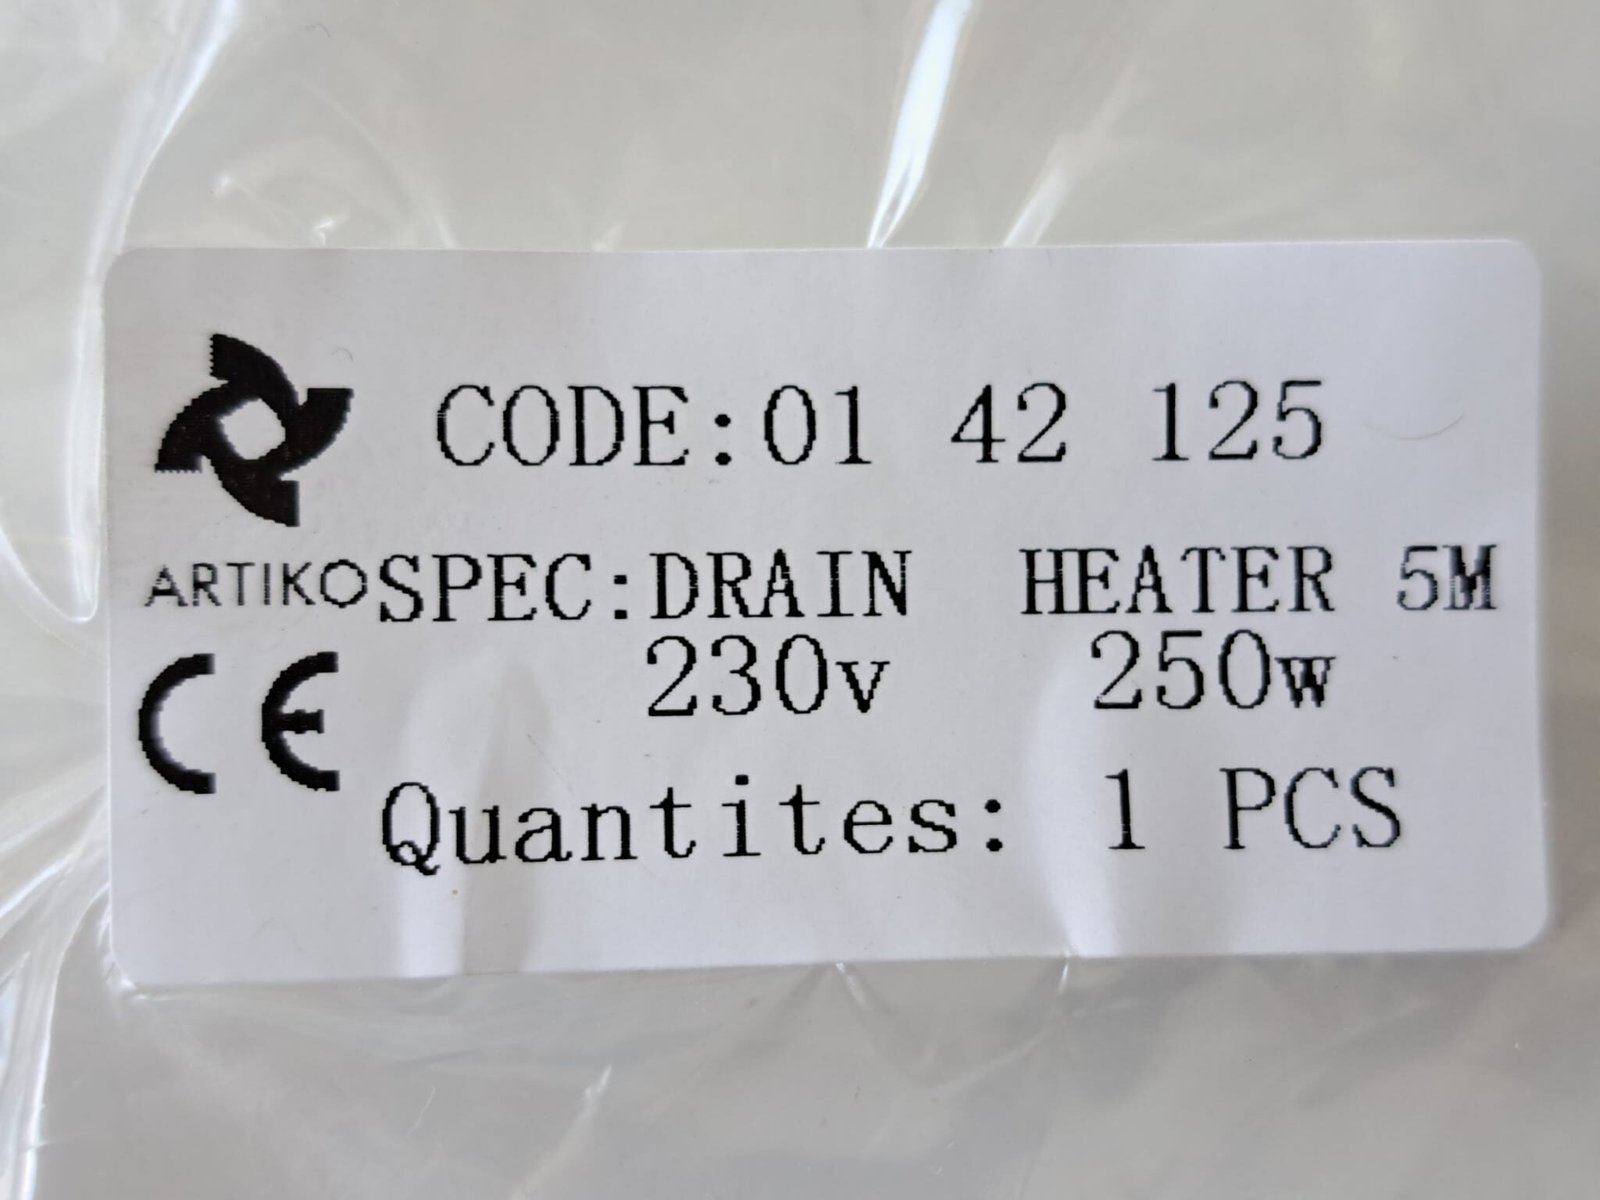 CODE:01 42 125
ARTIKO
SPEC:DRAIN HEATER 5M
230v 250w
CE
Quantites: 1 PCS